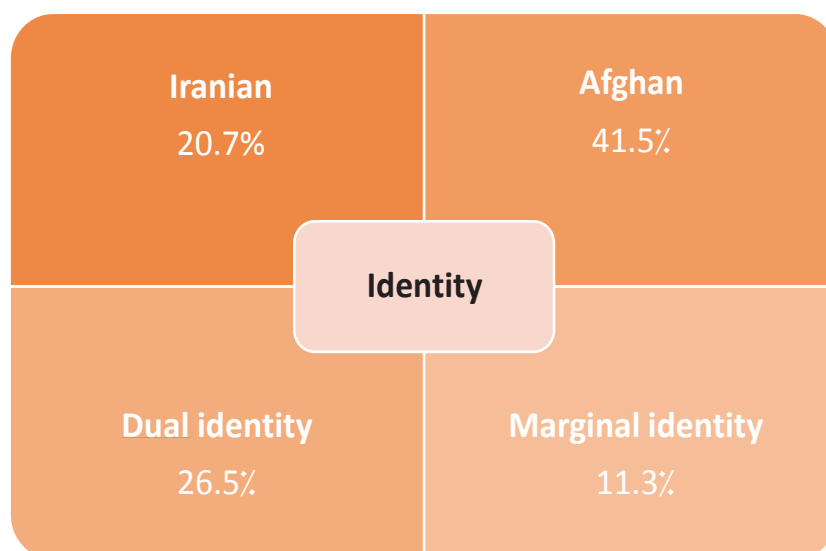 Iranian
20.7%
Afghan
41.5٪
Identity
Dual identity
26.5٪
Marginal identity
11.3٪